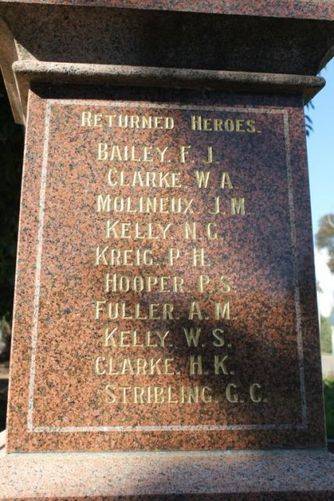 RETURNED HEROES.
BAILEY. F. J.
CLARKE. W. A.
MOLINEUX. J. M.
KELLY. N. G.
KREIG. P. H.
HOOPER. P. S.
FULLER. A. M.
KELLY. W. S.
CLARKE. H. K.
STRIBLING. G. C.